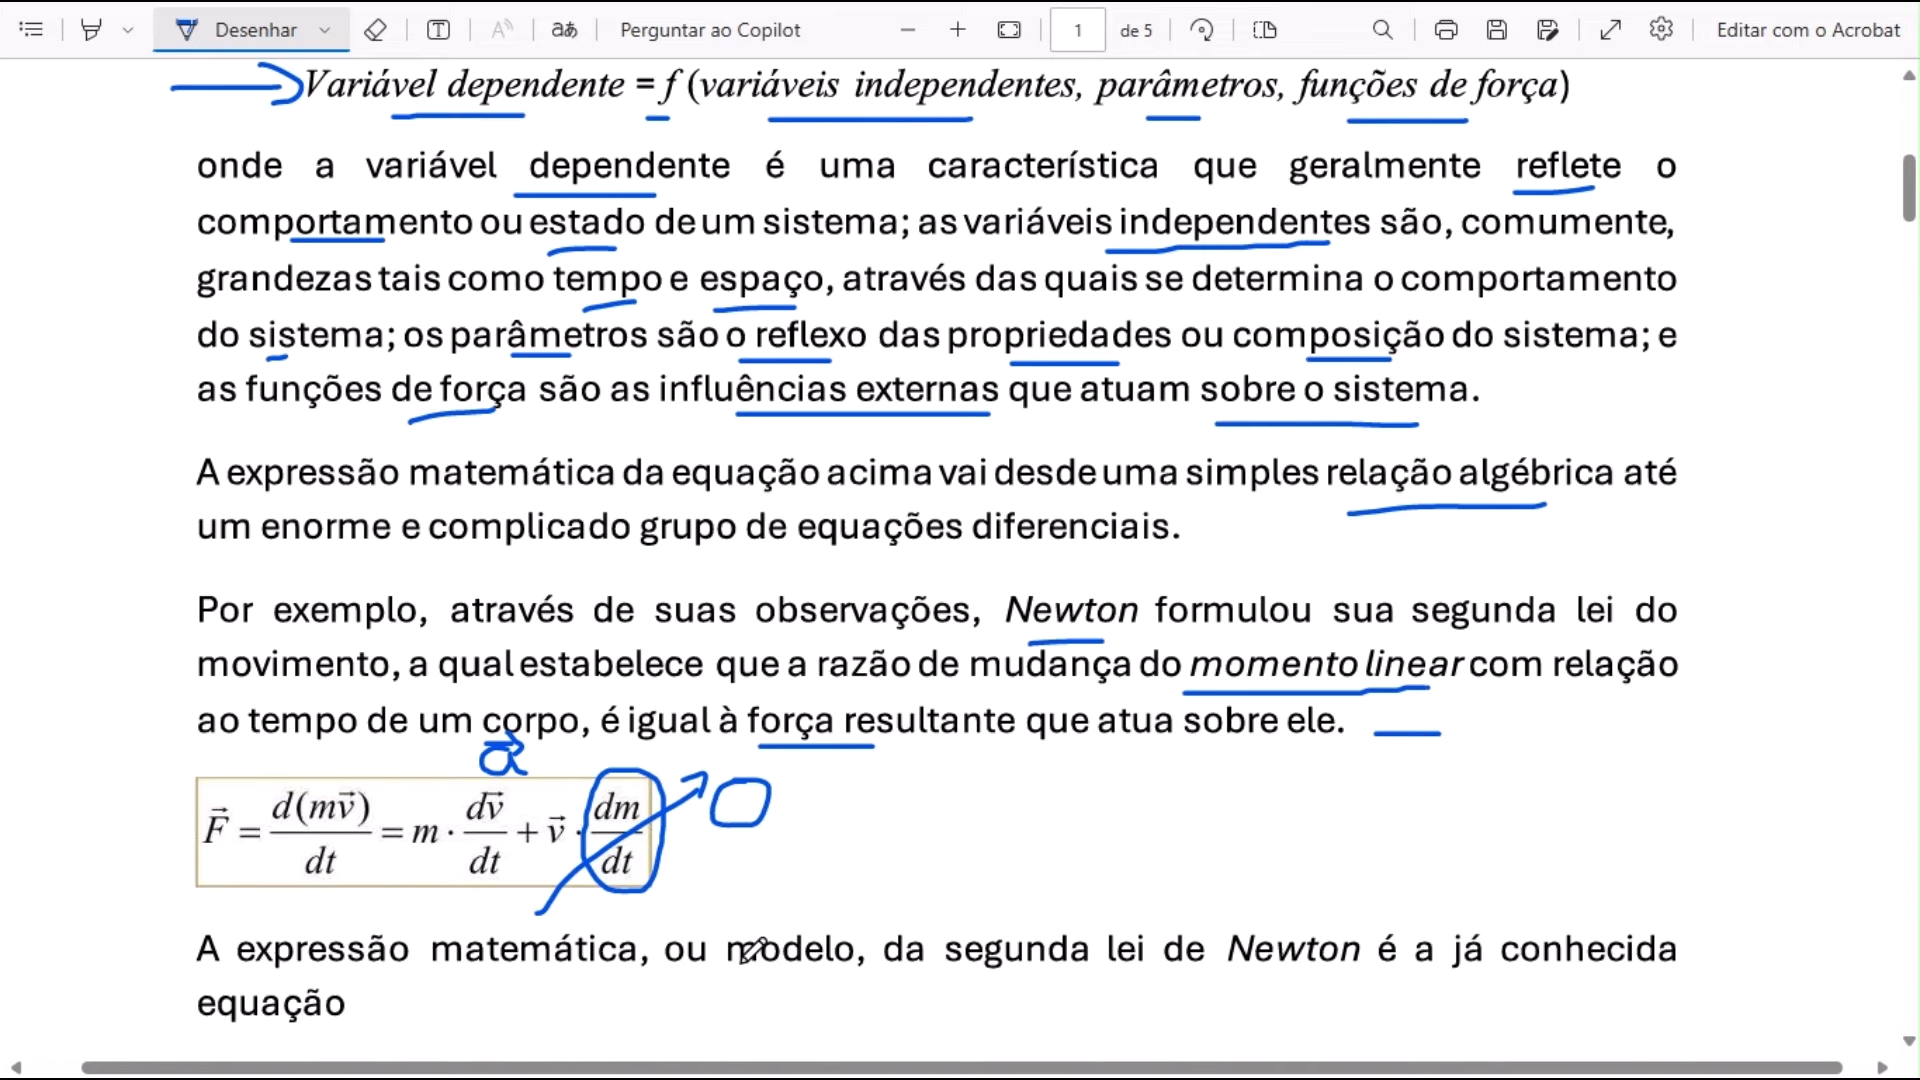 Desenhar
Perguntar ao Copilot
1 de 5
Editar com o Acrobat
Variável dependente = f (variáveis independentes, parâmetros, funções de força)
onde a variável dependente é uma característica que geralmente reflete o
comportamento ou estado de um sistema; as variáveis independentes são, comumente,
grandezas tais como tempo e espaço, através das quais se determina o comportamento
do sistema; os parâmetros são o reflexo das propriedades ou composição do sistema; e
as funções de força são as influências externas que atuam sobre o sistema.
A expressão matemática da equação acima vai desde uma simples relação algébrica até
um enorme e complicado grupo de equações diferenciais.
Por exemplo, através de suas observações, Newton formulou sua segunda lei do
movimento, a qual estabelece que a razão de mudança do momento linear com relação
ao tempo de um corpo, é igual à força resultante que atua sobre ele.
a⃗
F⃗ = d(mv⃗)/dt = m · dv⃗/dt + v⃗ · dm/dt 0
A expressão matemática, ou modelo, da segunda lei de Newton é a já conhecida
equação